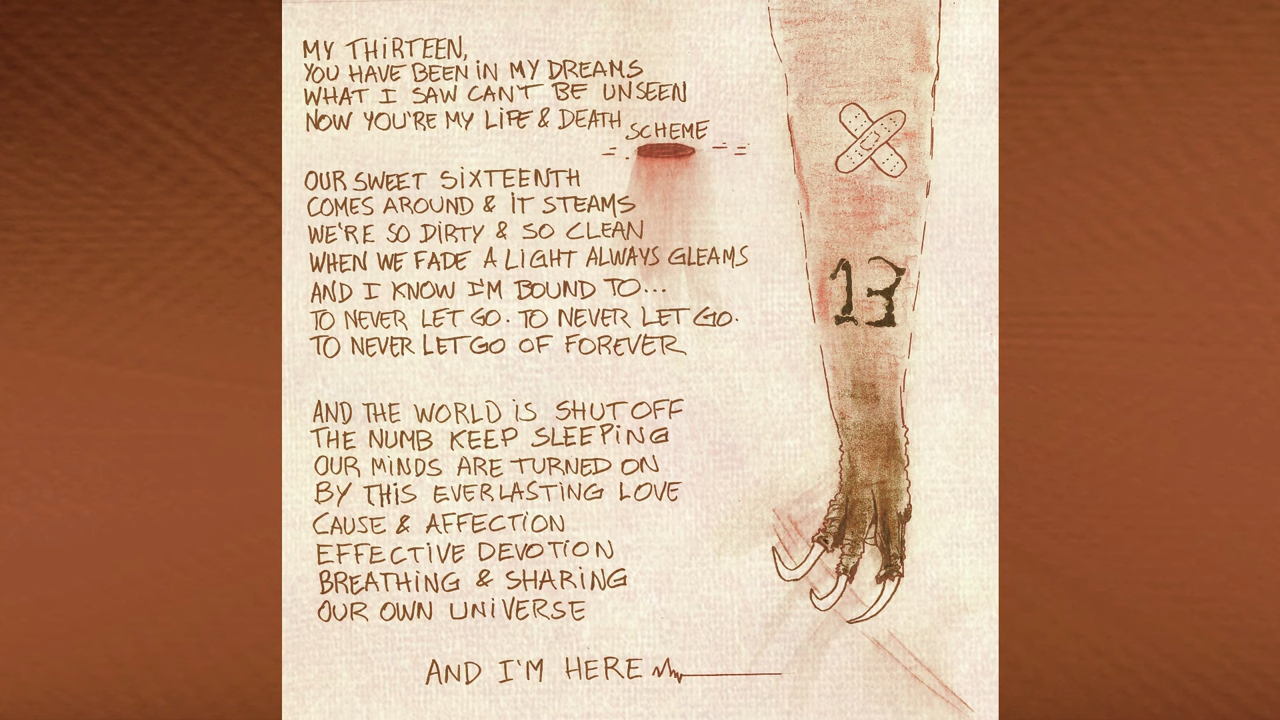 MY THIRTEEN,
YOU HAVE BEEN IN MY DREAMS
WHAT I SAW CAN'T BE UNSEEN
NOW YOU'RE MY LIFE & DEATH SCHEME
OUR SWEET SIXTEENTH
COMES AROUND & IT STEAMS
WE'RE SO DIRTY & SO CLEAN
WHEN WE FADE A LIGHT ALWAYS GLEAMS
AND I KNOW I'M BOUND TO...
TO NEVER LET GO. TO NEVER LET GO.
TO NEVER LET GO OF FOREVER
AND THE WORLD IS SHUT OFF
THE NUMB KEEP SLEEPING
OUR MINDS ARE TURNED ON
BY THIS EVERLASTING LOVE
CAUSE & AFFECTION
EFFECTIVE DEVOTION
BREATHING & SHARING
OUR OWN UNIVERSE
AND I'M HERE
13